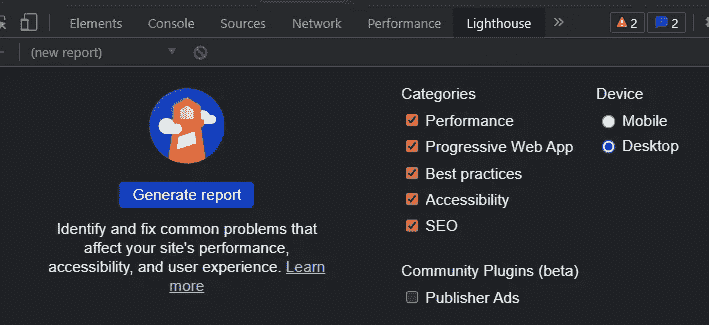 Elements Console Sources Network Performance Lighthouse » 2 2
(new report)
Categories Device
Performance Mobile
Progressive Web App Desktop
Best practices
Generate report
Accessibility
SEO
Identify and fix common problems that
affect your site's performance,
accessibility, and user experience. Learn
more
Community Plugins (beta)
Publisher Ads